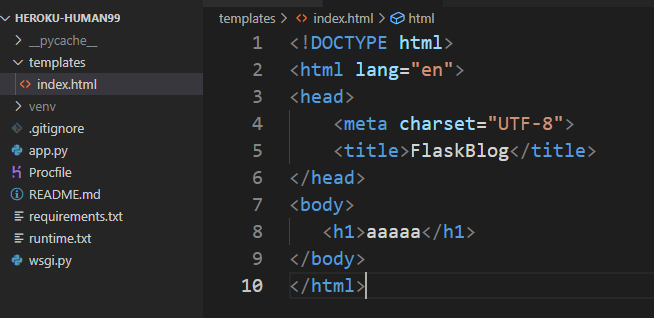 HEROKU-HUMAN99
__pycache__
templates
index.html
venv
.gitignore
app.py
Procfile
README.md
requirements.txt
runtime.txt
wsgi.py
templates > index.html > html
1 <!DOCTYPE html>
2 <html lang="en">
3 <head>
4 <meta charset="UTF-8">
5 <title>FlaskBlog</title>
6 </head>
7 <body>
8 <h1>aaaaa</h1>
9 </body>
10 </html>